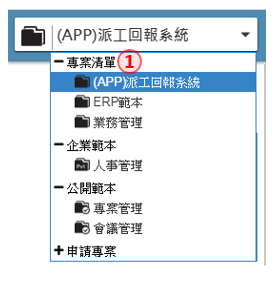 (APP)派工回報系統
專案清單 1
(APP)派工回報系統
ERP範本
業務管理
企業範本
Pvt 人事管理
公開範本
專案管理
會議管理
申請專案